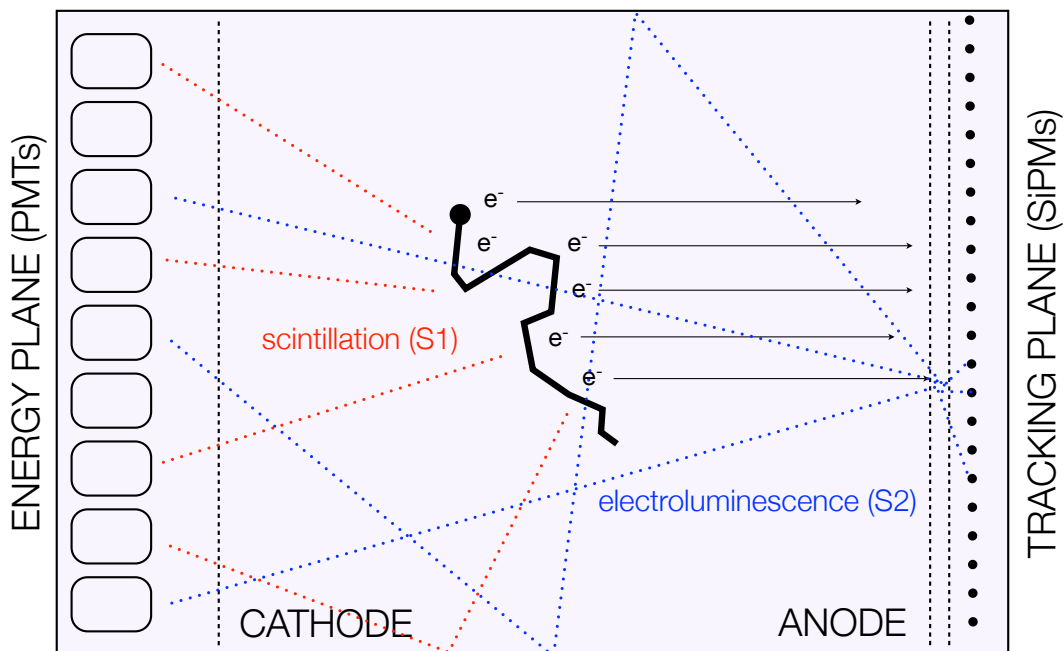 ENERGY PLANE (PMTs)
e-
e-
e-
e-
scintillation (S1)
e-
e-
electroluminescence (S2)
CATHODE
ANODE
TRACKING PLANE (SiPMs)